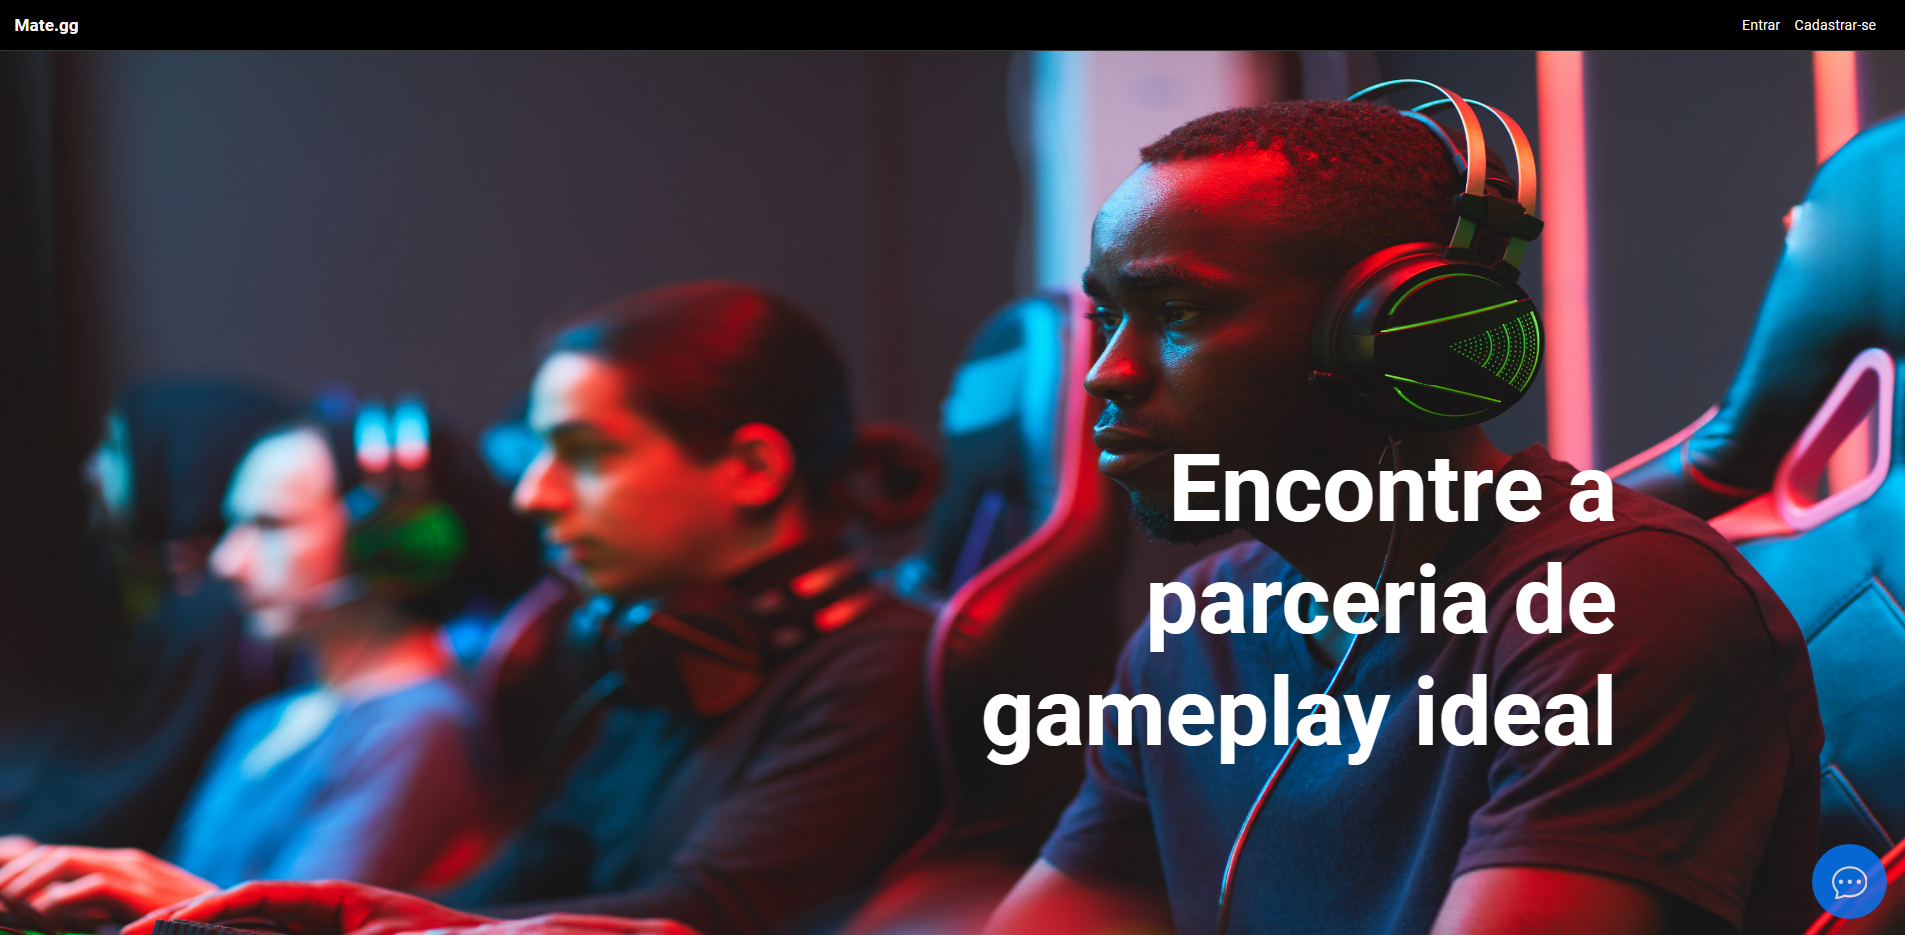 Mate.gg
Entrar Cadastrar-se
Encontre a
parceria de
gameplay ideal